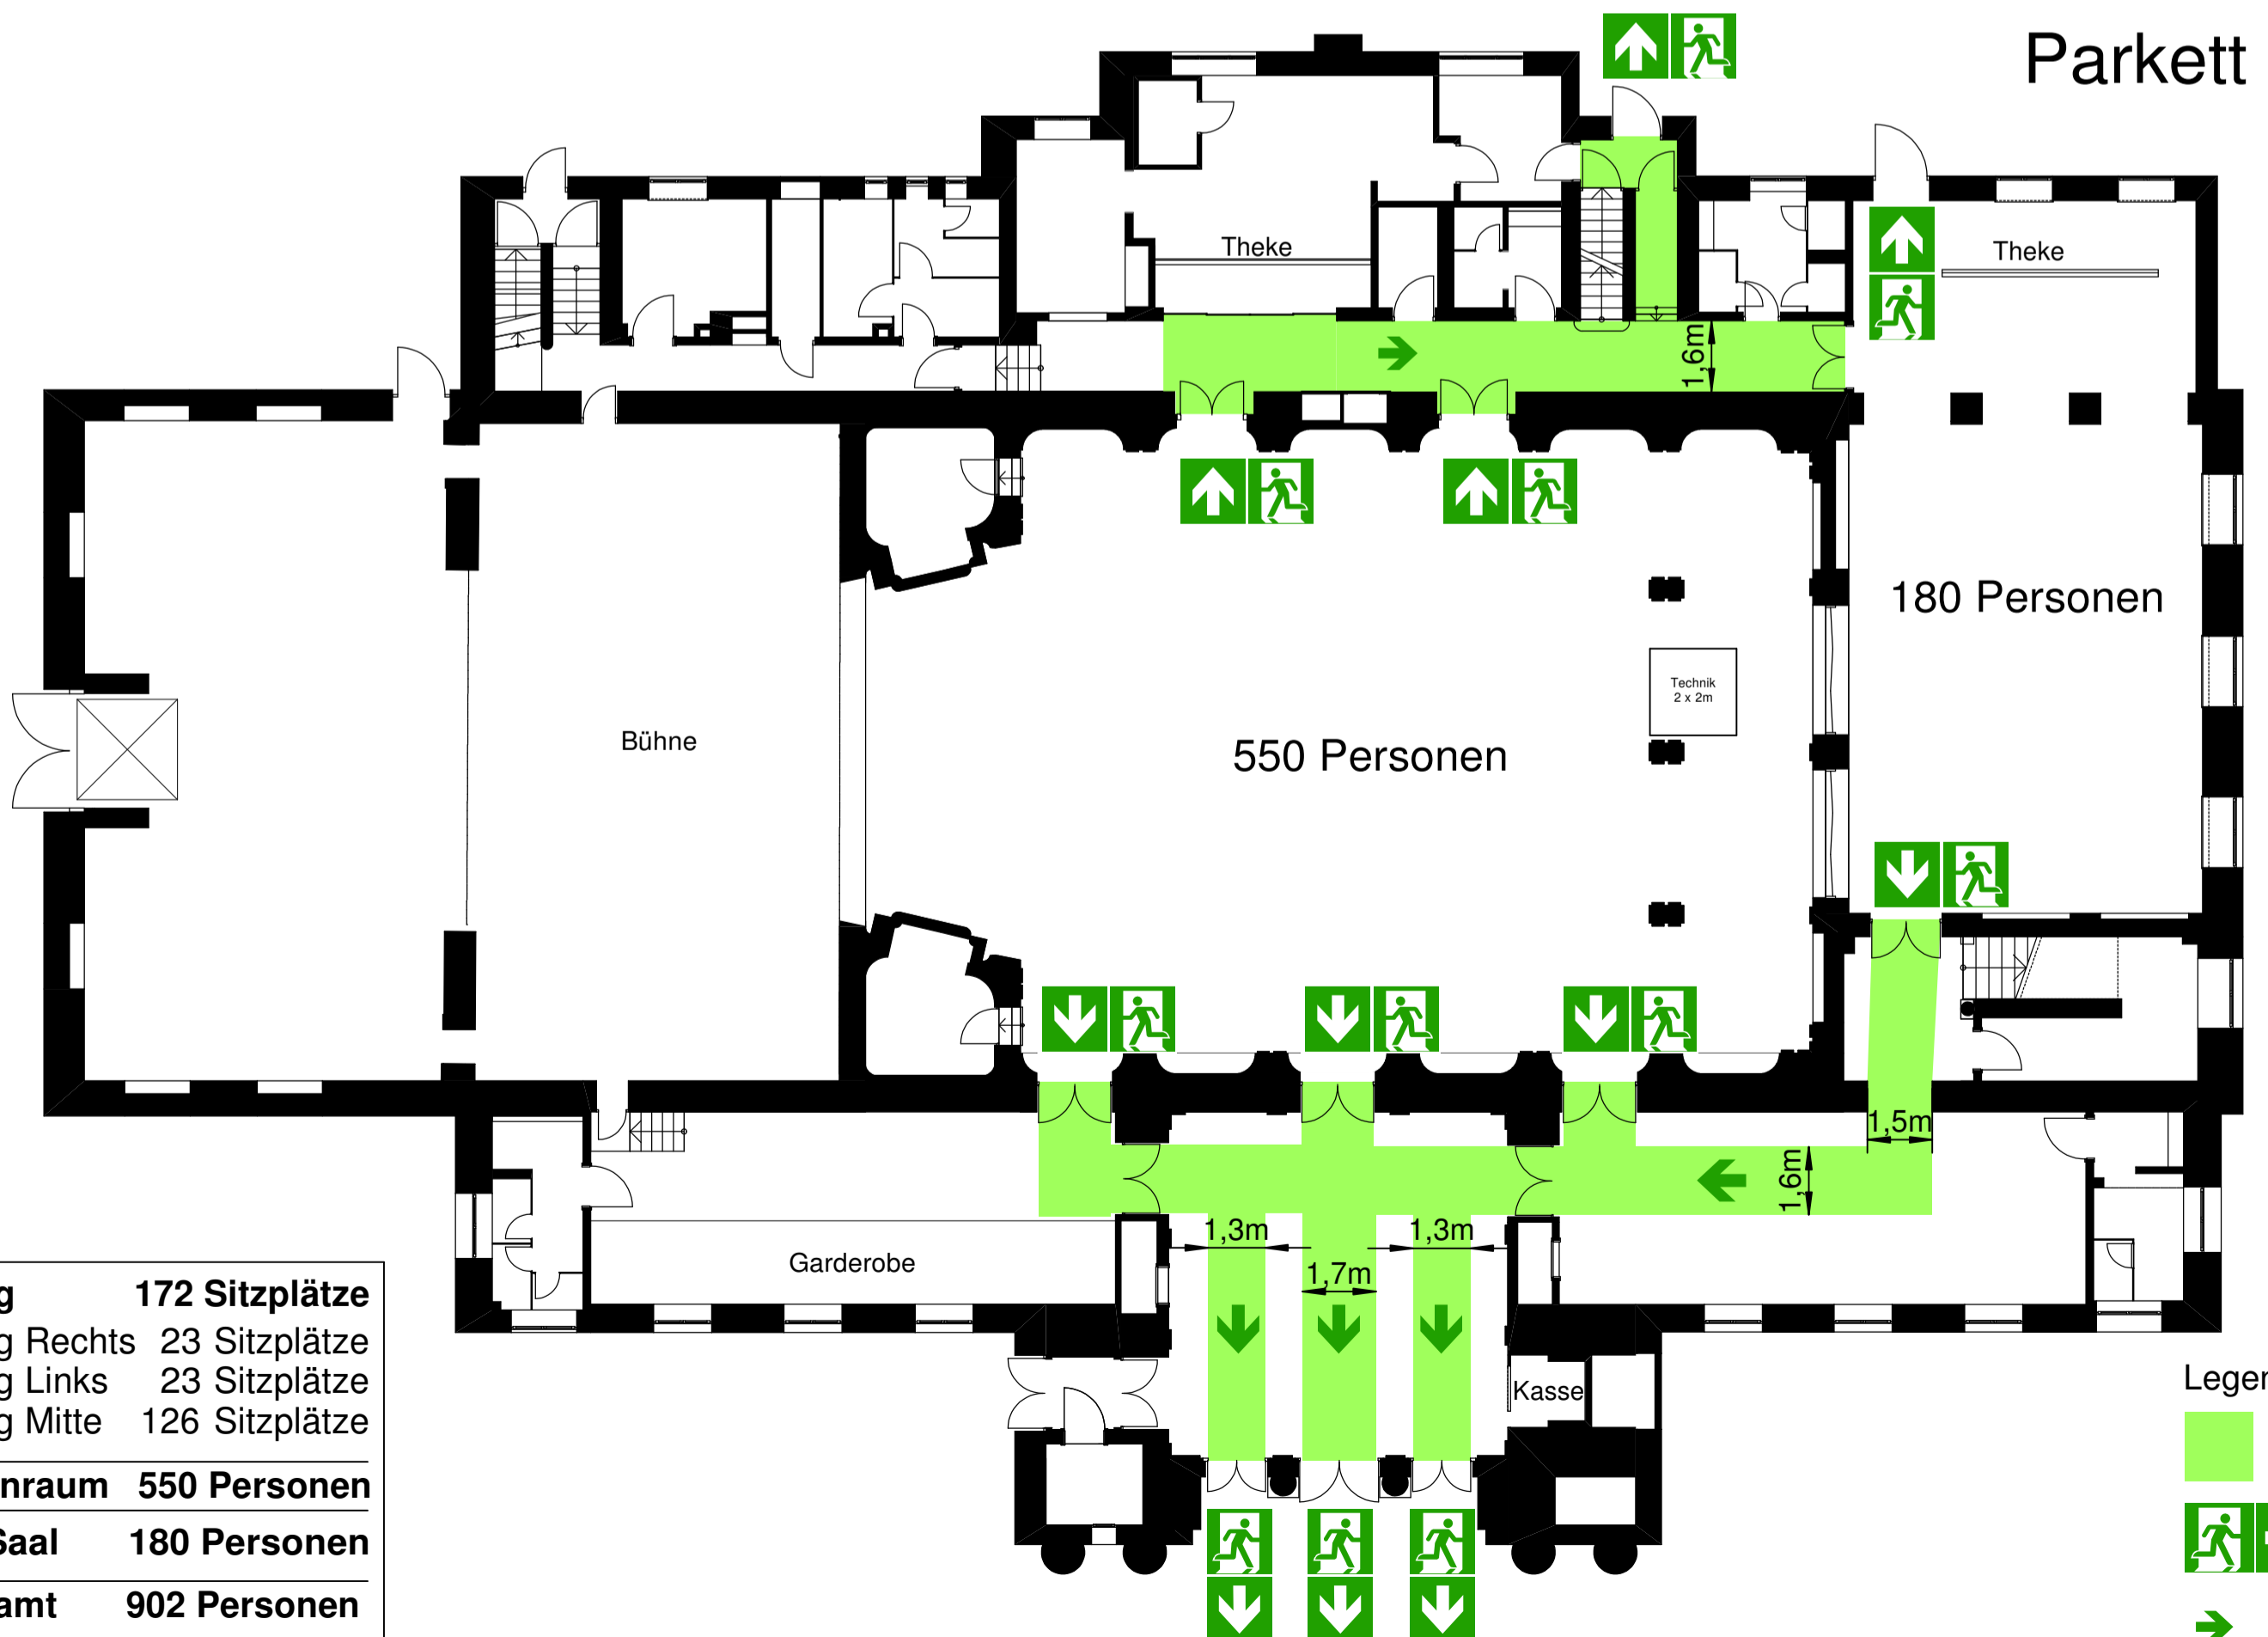 Parkett
Theke
Theke
1,6m
180 Personen
Technik
2 x 2m
Bühne
550 Personen
1,5m
1,6m
1,3m
1,3m
1,7m
Garderobe
Kasse
g 172 Sitzplätze
g Rechts 23 Sitzplätze
g Links 23 Sitzplätze
g Mitte 126 Sitzplätze
nraum 550 Personen
Saal 180 Personen
amt 902 Personen
Legen